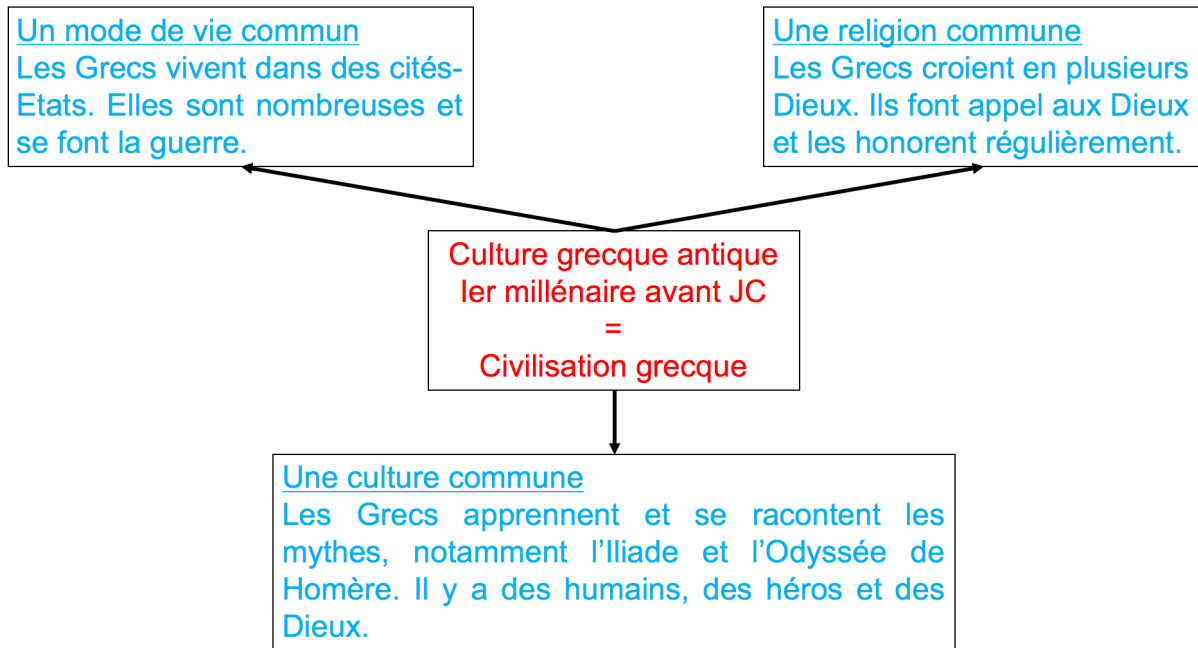 Un mode de vie commun
Les Grecs vivent dans des cités-
Etats. Elles sont nombreuses et
se font la guerre.
Une religion commune
Les Grecs croient en plusieurs
Dieux. Ils font appel aux Dieux
et les honorent régulièrement.
Culture grecque antique
Ier millénaire avant JC
=
Civilisation grecque
Une culture commune
Les Grecs apprennent et se racontent les
mythes, notamment l’Iliade et l’Odyssée de
Homère. Il y a des humains, des héros et des
Dieux.